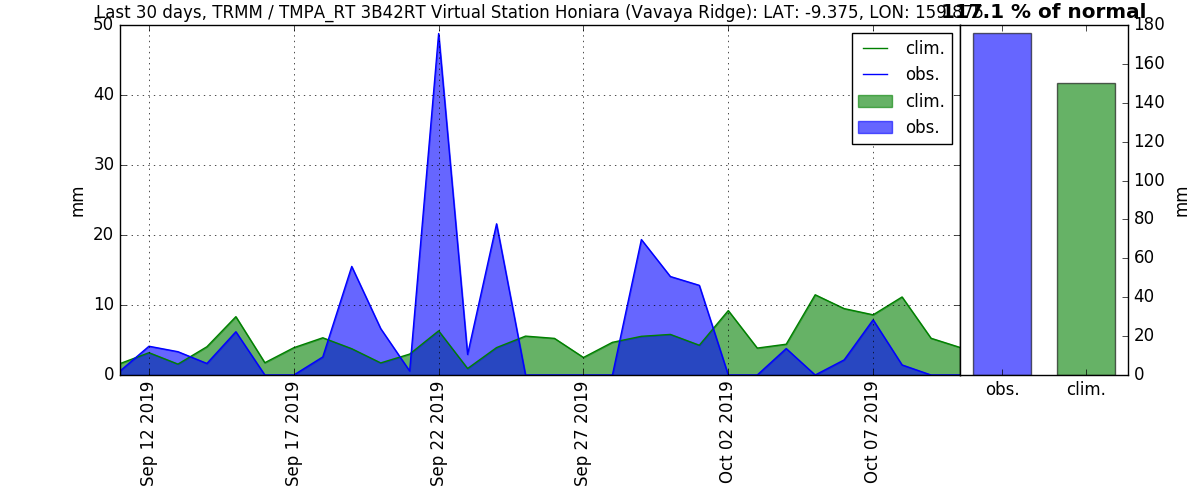 Last 30 days, TRMM / TMPA_RT 3B42RT Virtual Station Honiara (Vavaya Ridge): LAT: -9.375, LON: 159.875
117.1 % of normal
50
40
30
20
10
0
mm
clim.
obs.
clim.
obs.
Sep 12 2019
Sep 17 2019
Sep 22 2019
Sep 27 2019
Oct 02 2019
Oct 07 2019
180
160
140
120
100
80
60
40
20
0
mm
obs.
clim.